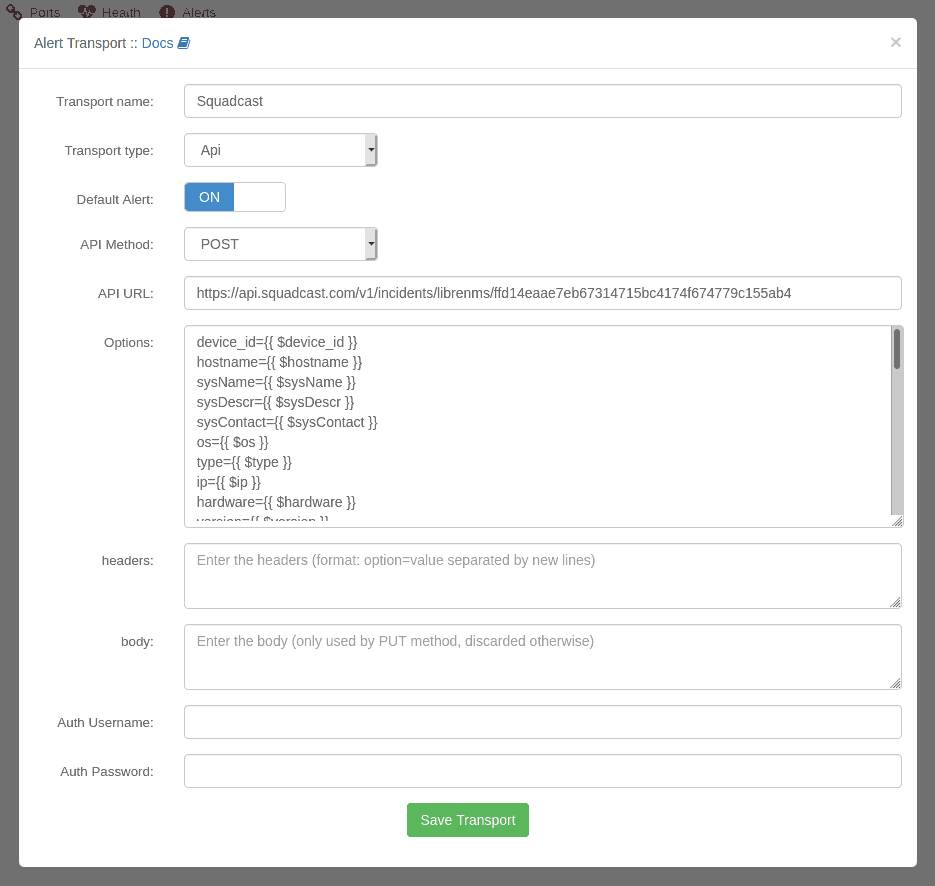 Ports Health Alerts
Alert Transport :: Docs
×
Transport name: Squadcast
Transport type: Api
Default Alert: ON
API Method: POST
API URL: https://api.squadcast.com/v1/incidents/librenms/ffd14eaae7eb67314715bc4174f674779c155ab4
Options: device_id={{ $device_id }}
hostname={{ $hostname }}
sysName={{ $sysName }}
sysDescr={{ $sysDescr }}
sysContact={{ $sysContact }}
os={{ $os }}
type={{ $type }}
ip={{ $ip }}
hardware={{ $hardware }}
version={{ $version }}
headers: Enter the headers (format: option=value separated by new lines)
body: Enter the body (only used by PUT method, discarded otherwise)
Auth Username:
Auth Password:
Save Transport